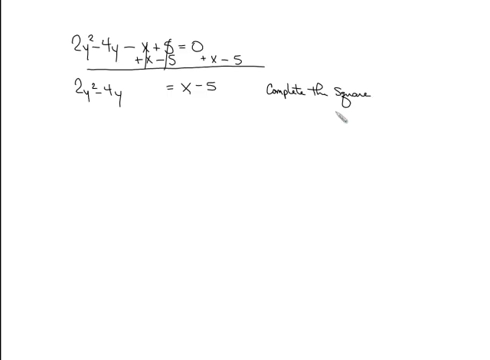 2y² - 4y - x + 5 = 0
+ x - 5 + x - 5
2y² - 4y = x - 5 Complete the Square